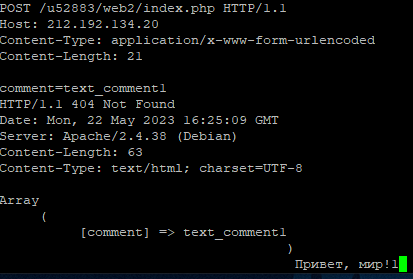 POST /u52883/web2/index.php HTTP/1.1
Host: 212.192.134.20
Content-Type: application/x-www-form-urlencoded
Content-Length: 21

comment=text_comment1
HTTP/1.1 404 Not Found
Date: Mon, 22 May 2023 16:25:09 GMT
Server: Apache/2.4.38 (Debian)
Content-Length: 63
Content-Type: text/html; charset=UTF-8

Array
(
[comment] => text_comment1
)
Привет, мир!1